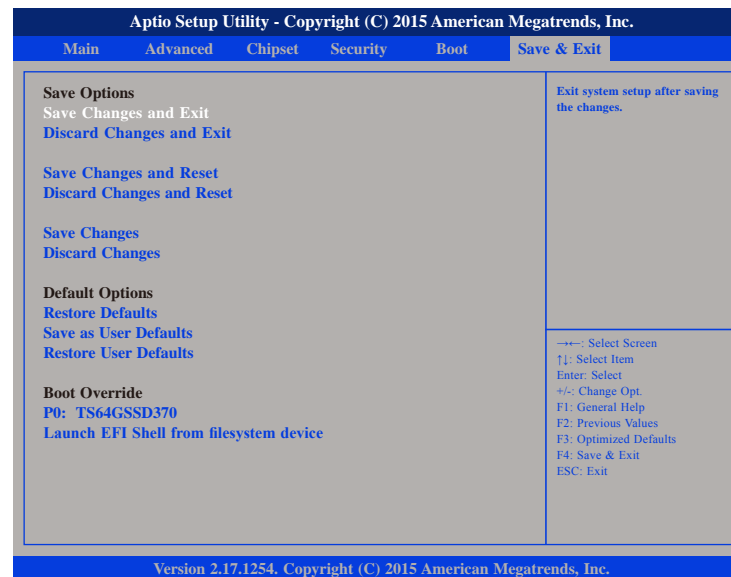 Aptio Setup Utility - Copyright (C) 2015 American Megatrends, Inc.
Main Advanced Chipset Security Boot Save & Exit
Save Options
Save Changes and Exit
Discard Changes and Exit
Save Changes and Reset
Discard Changes and Reset
Save Changes
Discard Changes
Default Options
Restore Defaults
Save as User Defaults
Restore User Defaults
Boot Override
P0: TS64GSSD370
Launch EFI Shell from filesystem device
Exit system setup after saving
the changes.
→←: Select Screen
↑↓: Select Item
Enter: Select
+/-: Change Opt.
F1: General Help
F2: Previous Values
F3: Optimized Defaults
F4: Save & Exit
ESC: Exit
Version 2.17.1254. Copyright (C) 2015 American Megatrends, Inc.